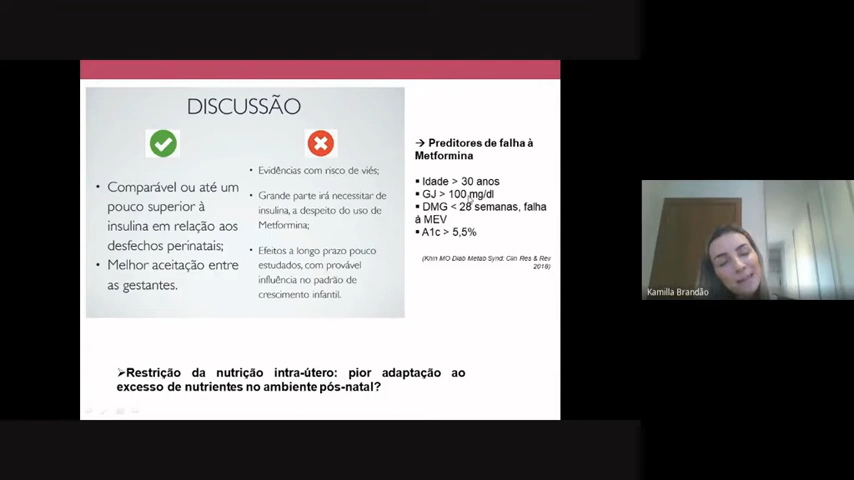 DISCUSSÃO
• Comparável ou até um
pouco superior à
insulina em relação aos
desfechos perinatais;
• Melhor aceitação entre
as gestantes.
• Evidências com risco de viés;
• Grande parte irá necessitar de
insulina, a despeito do uso de
Metformina;
• Efeitos a longo prazo pouco
estudados, com provável
influência no padrão de
crescimento infantil.
→ Preditores de falha à
Metformina
▪ Idade > 30 anos
▪ GJ > 100 mg/dl
▪ DMG < 28 semanas, falha
à MEV
▪ A1c > 5,5%
(Khin MO Diab Metab Synd: Clin Res & Rev
2018)
➢Restrição da nutrição intra-útero: pior adaptação ao
excesso de nutrientes no ambiente pós-natal?
Kamilla Brandão